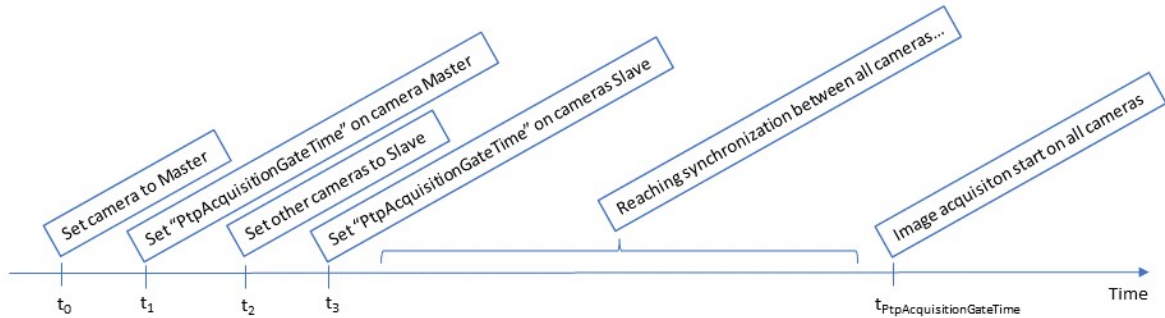 Set camera to Master
Set “PtpAcquisitionGateTime” on camera Master
Set other cameras to Slave
Set “PtpAcquisitionGateTime” on cameras Slave
Reaching synchronization between all cameras...
Image acquisiton start on all cameras
t0
t1
t2
t3
tPtpAcquisitionGateTime
Time